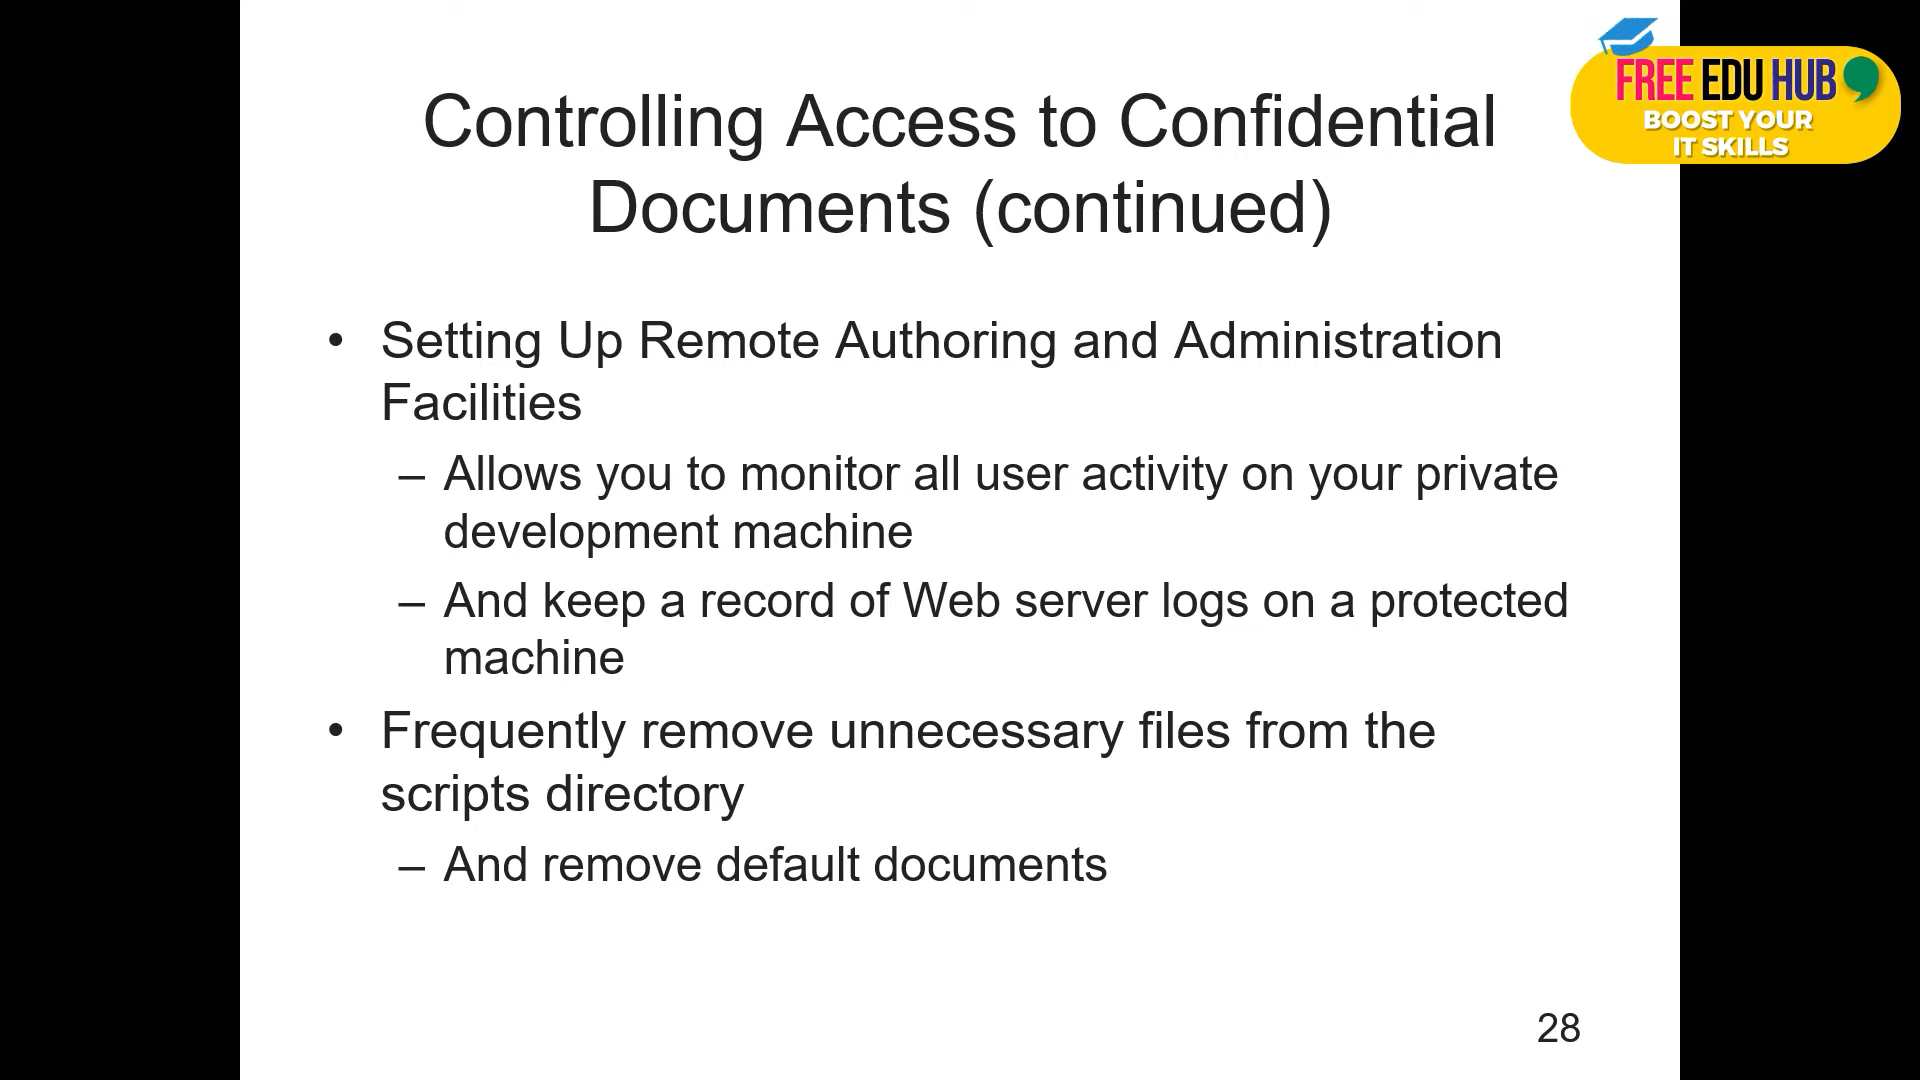 FREE EDU HUB
BOOST YOUR
IT SKILLS
Controlling Access to Confidential
Documents (continued)
• Setting Up Remote Authoring and Administration
Facilities
– Allows you to monitor all user activity on your private
development machine
– And keep a record of Web server logs on a protected
machine
• Frequently remove unnecessary files from the
scripts directory
– And remove default documents
28